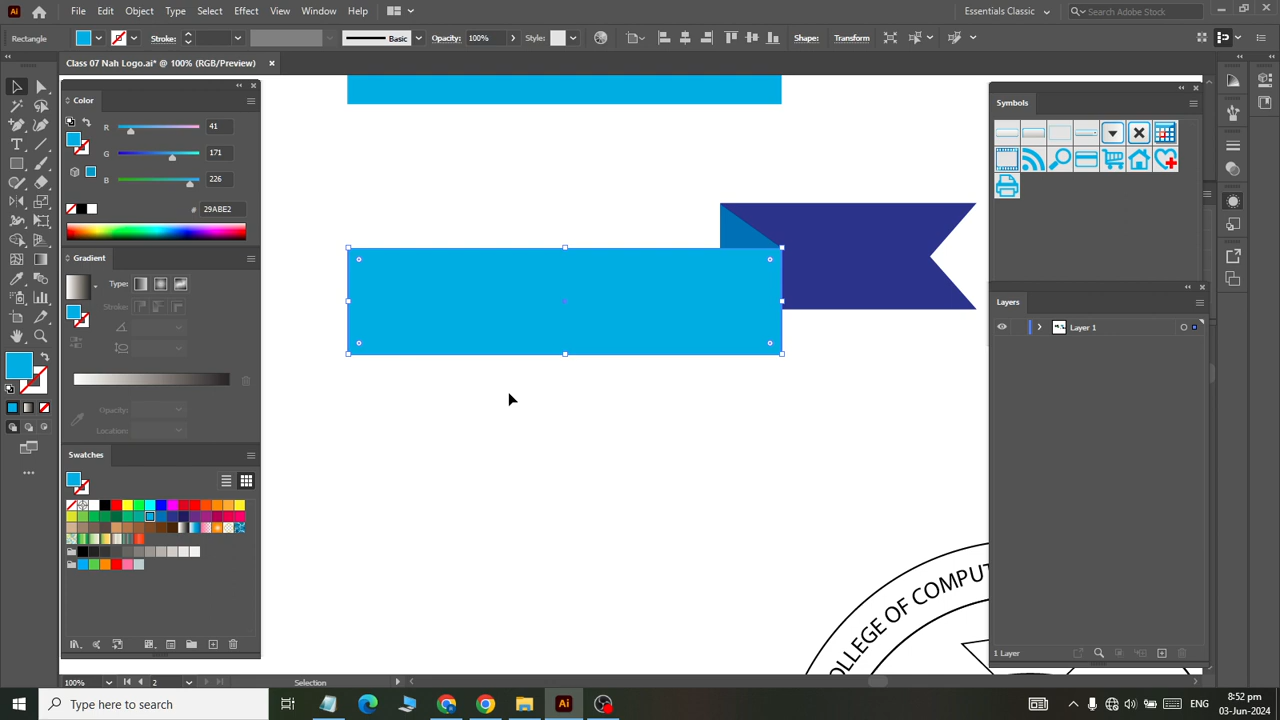 Ai File Edit Object Type Select Effect View Window Help Essentials Classic Search Adobe Stock
Rectangle Stroke: Basic Opacity: 100% Style: Shape: Transform
Class 07 Nah Logo.ai* @ 100% (RGB/Preview)
Color
R 41
G 171
B 226
# 29ABE2
Gradient
Type:
Stroke:
Opacity:
Location:
Swatches
Symbols
Layers
Layer 1
1 Layer
COLLEGE OF COMPUT
100% 2 Selection
Type here to search
Ai
ENG
8:52 pm
03-Jun-2024